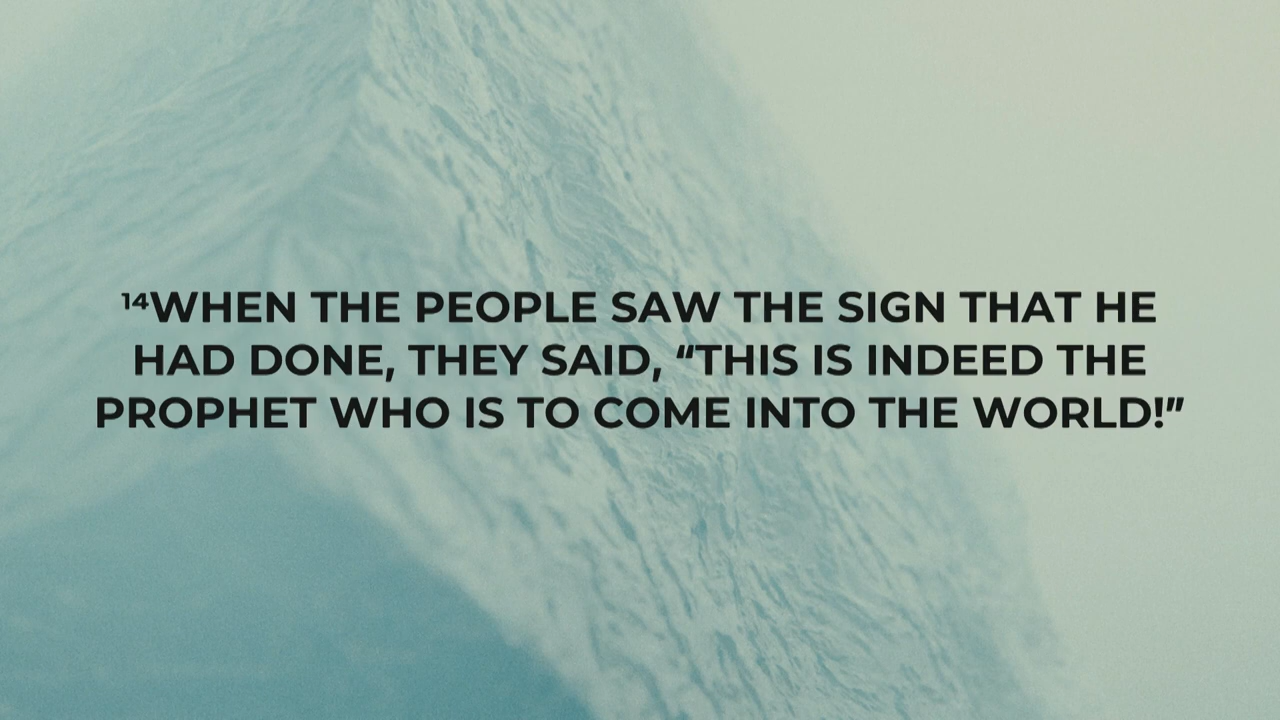 ¹⁴WHEN THE PEOPLE SAW THE SIGN THAT HE
HAD DONE, THEY SAID, “THIS IS INDEED THE
PROPHET WHO IS TO COME INTO THE WORLD!”